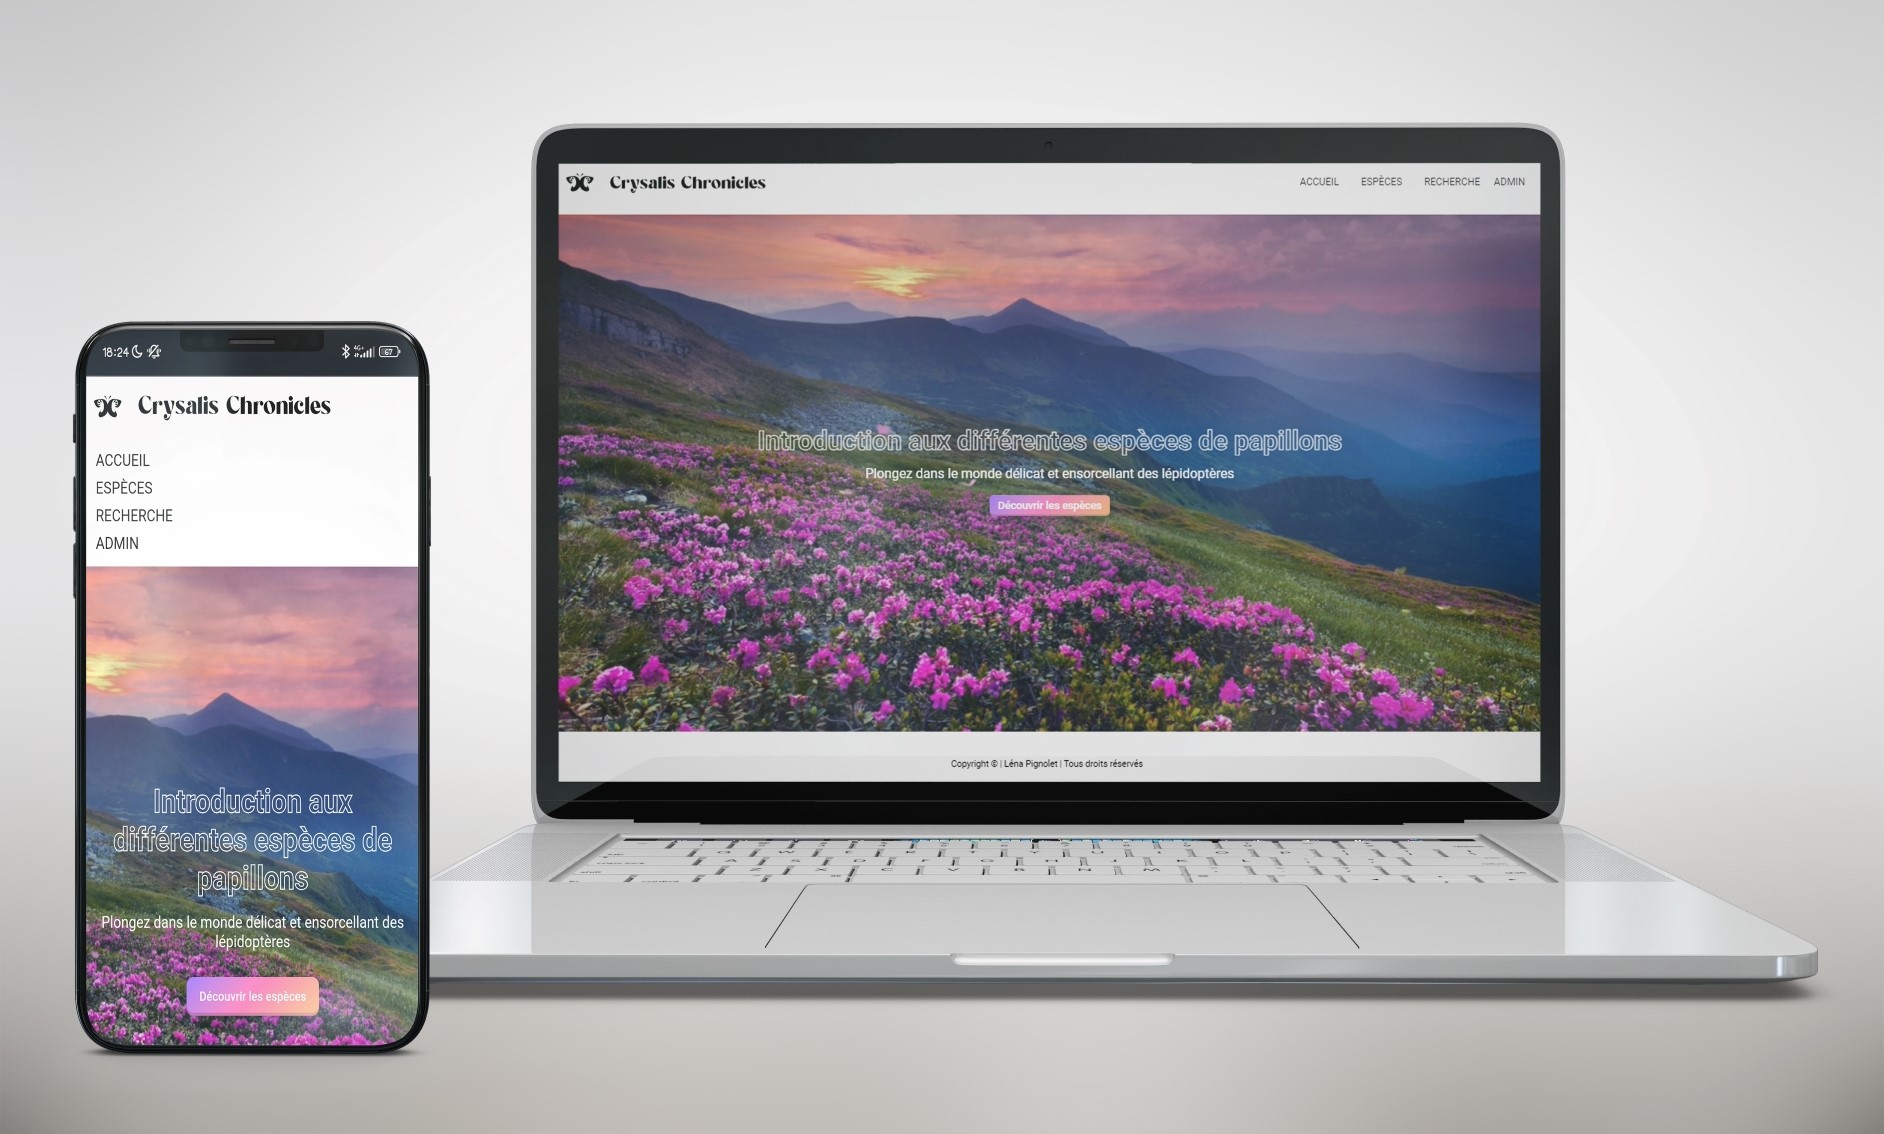 18:24
67
Crysalis Chronicles
ACCUEIL
ESPÈCES
RECHERCHE
ADMIN
Introduction aux
différentes espèces de
papillons
Plongez dans le monde délicat et ensorcellant des
lépidoptères
Découvrir les espèces
Crysalis Chronicles
ACCUEIL ESPÈCES RECHERCHE ADMIN
Introduction aux différentes espèces de papillons
Plongez dans le monde délicat et ensorcellant des lépidoptères
Découvrir les espèces
Copyright © | Léna Pignolet | Tous droits réservés